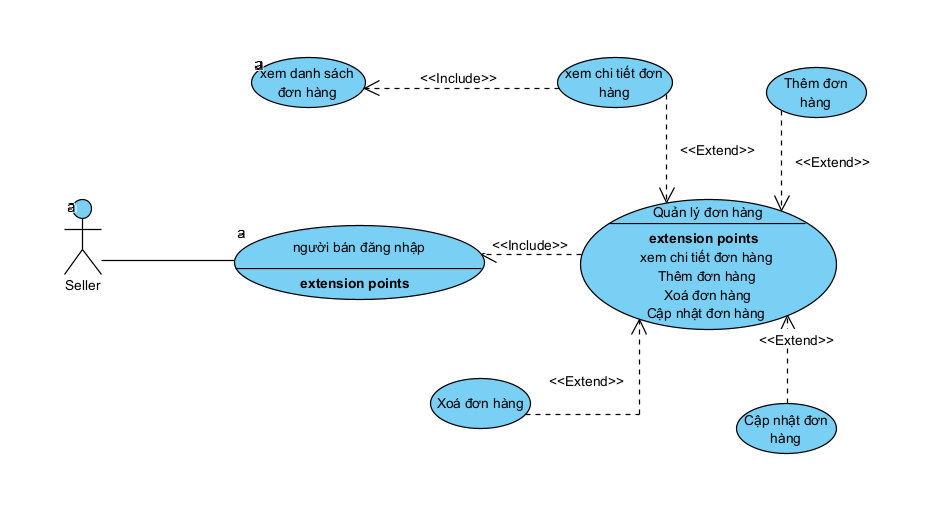 a
xem danh sách
đơn hàng
<<Include>>
xem chi tiết đơn
hàng
Thêm đơn
hàng
<<Extend>>
<<Extend>>
a
Seller
a
người bán đăng nhập
extension points
<<Include>>
Quản lý đơn hàng
extension points
xem chi tiết đơn hàng
Thêm đơn hàng
Xoá đơn hàng
Cập nhật đơn hàng
<<Extend>>
<<Extend>>
Xoá đơn hàng
Cập nhật đơn
hàng